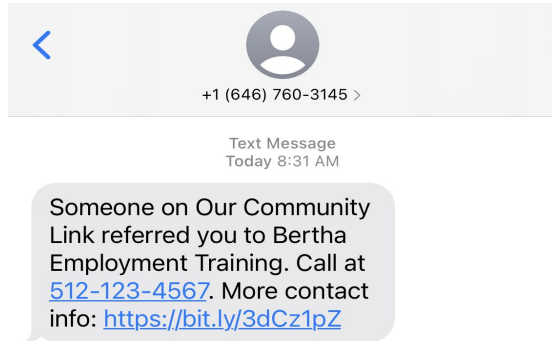 +1 (646) 760-3145 >
Text Message
Today 8:31 AM
Someone on Our Community
Link referred you to Bertha
Employment Training. Call at
512-123-4567. More contact
info: https://bit.ly/3dCz1pZ